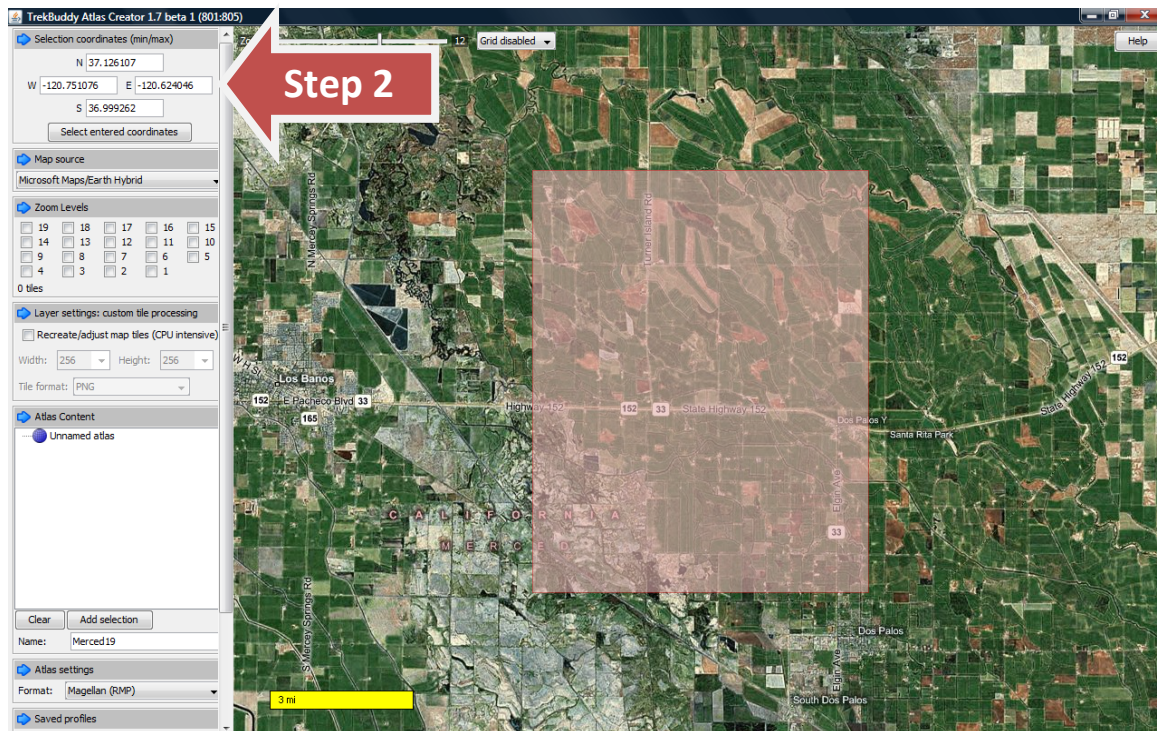 TrekBuddy Atlas Creator 1.7 beta 1 (801:805)
Selection coordinates (min/max)
N 37.126107
W -120.751076 E -120.624046
S 36.999262
Select entered coordinates
Map source
Microsoft Maps/Earth Hybrid
Zoom Levels
19 18 17 16 15
14 13 12 11 10
9 8 7 6 5
4 3 2 1
0 tiles
Layer settings: custom tile processing
Recreate/adjust map tiles (CPU intensive)
Width: 256 Height: 256
Tile format: PNG
Atlas Content
Unnamed atlas
Clear Add selection
Name: Merced19
Atlas settings
Format: Magellan (RMP)
Saved profiles
Step 2
12 Grid disabled
Help
N Mercey Springs Rd
Turner Island Rd
152
W H St
Los Banos
152 E Pacheco Blvd 33
165
Highway 152
152 33 State Highway 152
State Highway 152
Dos Palos Y
Santa Rita Park
Elgin Ave
33
CALIFORNIA
MERCED
S Mercey Springs Rd
Dos Palos
Elgin Ave
South Dos Palos
3 mi